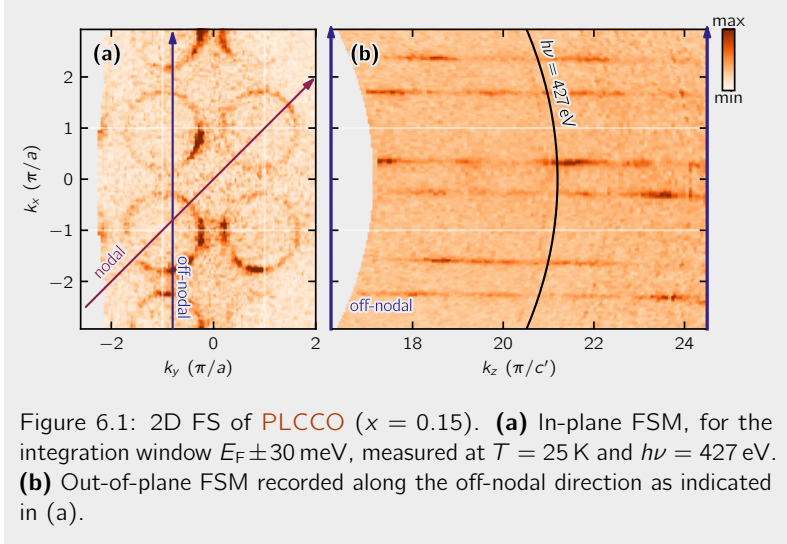 (a)
(b)
max
min
hν = 427 eV
nodal
off-nodal
off-nodal
2
1
0
−1
−2
kx (π/a)
−2
0
2
ky (π/a)
18
20
22
24
kz (π/c′)
Figure 6.1: 2D FS of PLCCO (x = 0.15). (a) In-plane FSM, for the
integration window EF ± 30 meV, measured at T = 25 K and hν = 427 eV.
(b) Out-of-plane FSM recorded along the off-nodal direction as indicated
in (a).